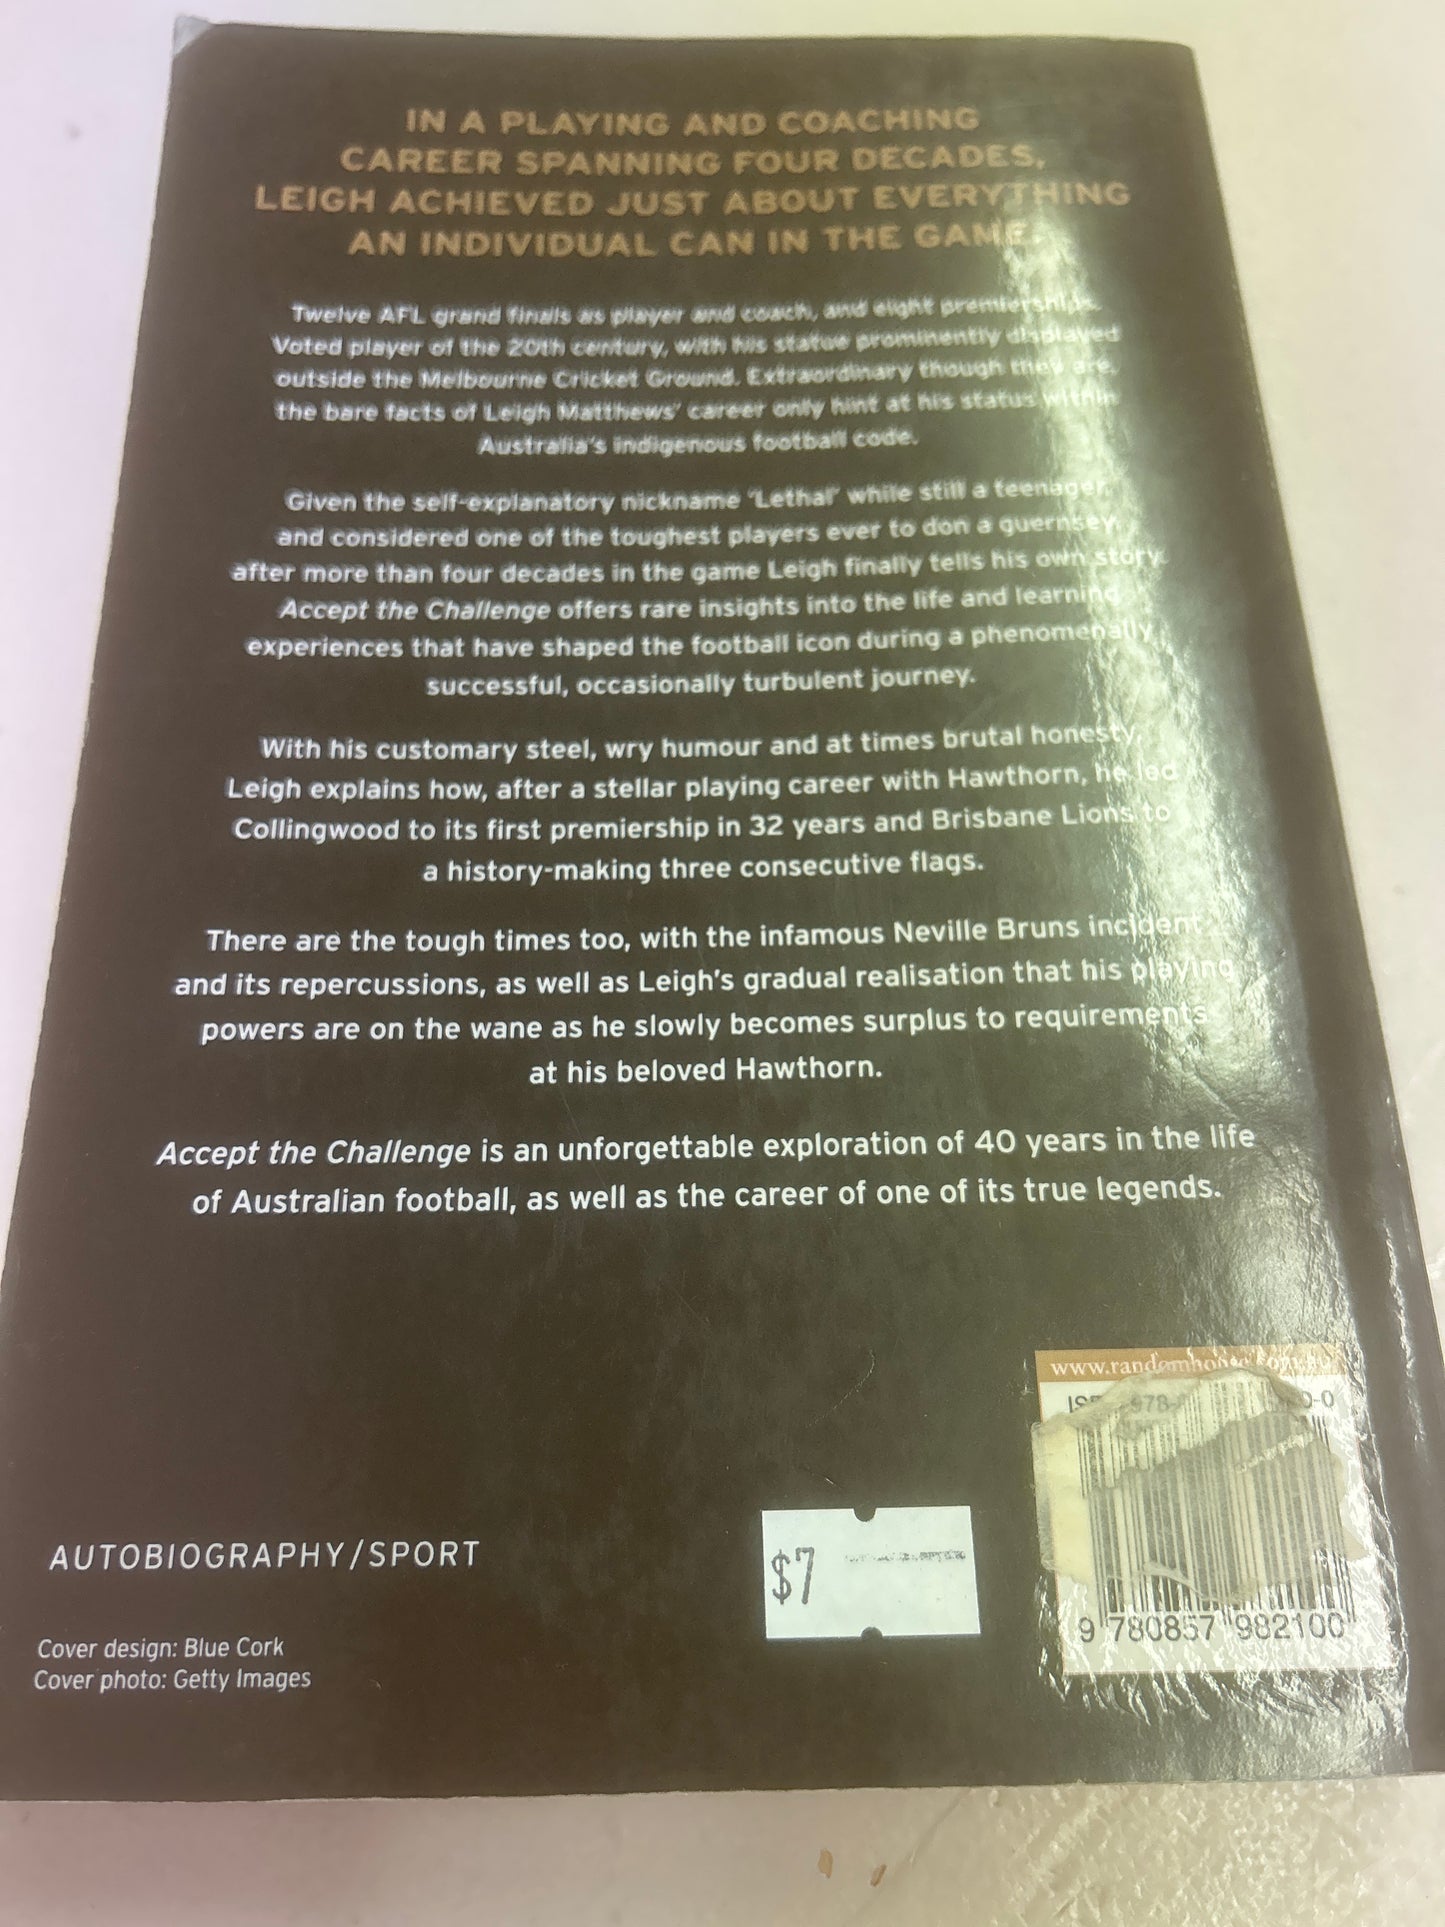 IN A PLAYING AND COACHING
CAREER SPANNING FOUR DECADES,
LEIGH ACHIEVED JUST ABOUT EVERYTHING
AN INDIVIDUAL CAN IN THE GAME.
Twelve AFL grand finals as player and coach, and eight premierships.
Voted player of the 20th century, with his statue prominently displayed
outside the Melbourne Cricket Ground. Extraordinary though they are,
the bare facts of Leigh Matthews' career only hint at his status within
Australia's indigenous football code.
Given the self-explanatory nickname 'Lethal' while still a teenager,
and considered one of the toughest players ever to don a guernsey,
after more than four decades in the game Leigh finally tells his own story.
Accept the Challenge offers rare insights into the life and learning
experiences that have shaped the football icon during a phenomenally
successful, occasionally turbulent journey.
With his customary steel, wry humour and at times brutal honesty,
Leigh explains how, after a stellar playing career with Hawthorn, he led
Collingwood to its first premiership in 32 years and Brisbane Lions to
a history-making three consecutive flags.
There are the tough times too, with the infamous Neville Bruns incident
and its repercussions, as well as Leigh's gradual realisation that his playing
powers are on the wane as he slowly becomes surplus to requirements
at his beloved Hawthorn.
Accept the Challenge is an unforgettable exploration of 40 years in the life
of Australian football, as well as the career of one of its true legends.
www.randomhouse.com.au
978- 0-0
$7
9 780857 982100
AUTOBIOGRAPHY/SPORT
Cover design: Blue Cork
Cover photo: Getty Images